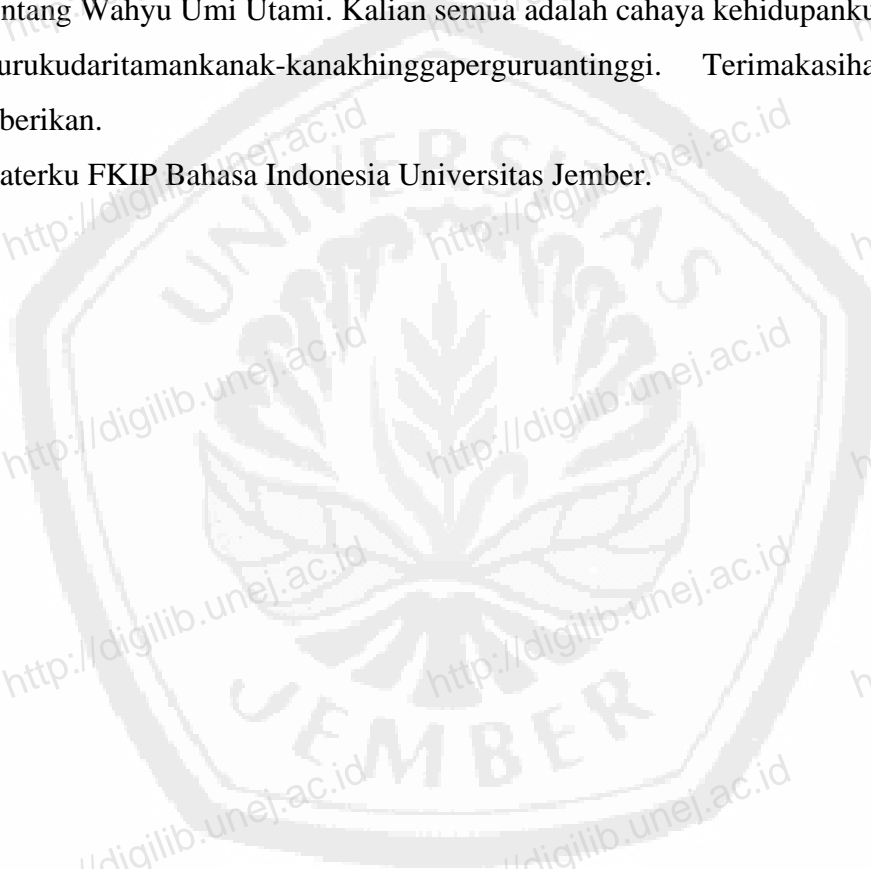 ntang Wahyu Umi Utami. Kalian semua adalah cahaya kehidupanku
urukudaritamankanak-kanakhinggaperguruantinggi. Terimakasiha
berikan.
aterku FKIP Bahasa Indonesia Universitas Jember.
http://digilib.unej.ac.id
http://digilib.unej.ac.id
UNIVERSITAS
http://digilib.unej.ac.id
http://digilib.unej.ac.id
http://digilib.unej.ac.id
http://digilib.unej.ac.id
JEMBER
http://digilib.unej.ac.id
http://digilib.unej.ac.id